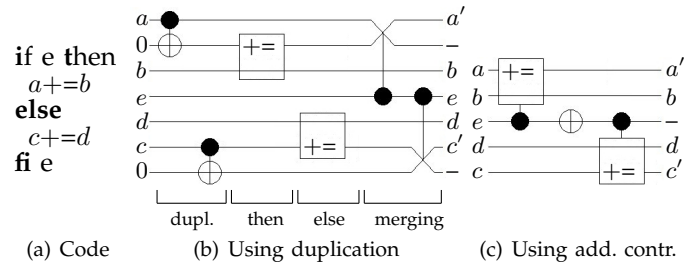 if e then
a+=b
else
c+=d
fi e
a a′
0 −
+=
b b
e e
d d
c c′
+=
0 −
dupl. then else merging
a a′
+=
b b
e −
d d
c c′
+=
(a) Code (b) Using duplication (c) Using add. contr.